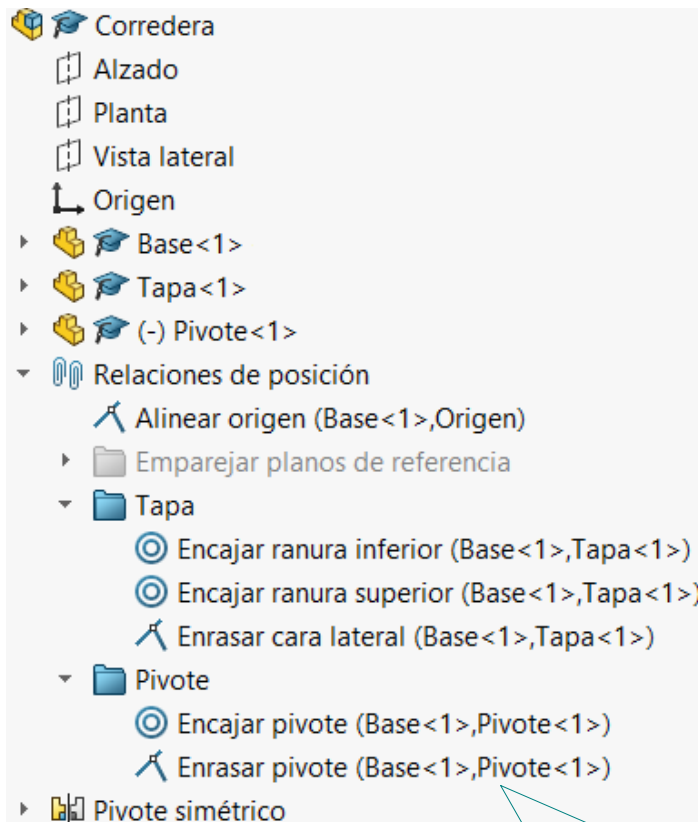 Corredera
Alzado
Planta
Vista lateral
Origen
Base<1>
Tapa<1>
(-) Pivote<1>
Relaciones de posición
Alinear origen (Base<1>,Origen)
Emparejar planos de referencia
Tapa
Encajar ranura inferior (Base<1>,Tapa<1>)
Encajar ranura superior (Base<1>,Tapa<1>)
Enrasar cara lateral (Base<1>,Tapa<1>)
Pivote
Encajar pivote (Base<1>,Pivote<1>)
Enrasar pivote (Base<1>,Pivote<1>)
Pivote simétrico